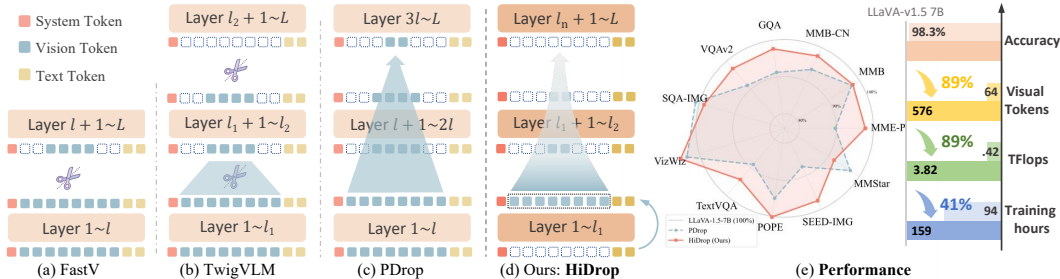 System Token
Vision Token
Text Token
Layer l + 1~L
Layer 1~l
(a) FastV
Layer l₂ + 1~L
Layer l₁ + 1~l₂
Layer 1~l₁
(b) TwigVLM
Layer 3l~L
Layer l + 1~2l
Layer 1~l
(c) PDrop
Layer lₙ + 1~L
Layer l₁ + 1~l₂
Layer 1~l₁
(d) Ours: HiDrop
GQA
MMB-CN
VQAv2
MMB
100%
SQA-IMG
90%
80%
MME-P
VizWiz
MMStar
TextVQA
SEED-IMG
POPE
LLaVA-1.5-7B (100%)
PDrop
HiDrop (Ours)
LLaVA-v1.5 7B
98.3%
Accuracy
89%
64
Visual
Tokens
576
89%
.42
TFlops
3.82
41%
94
Training
hours
159
(e) Performance